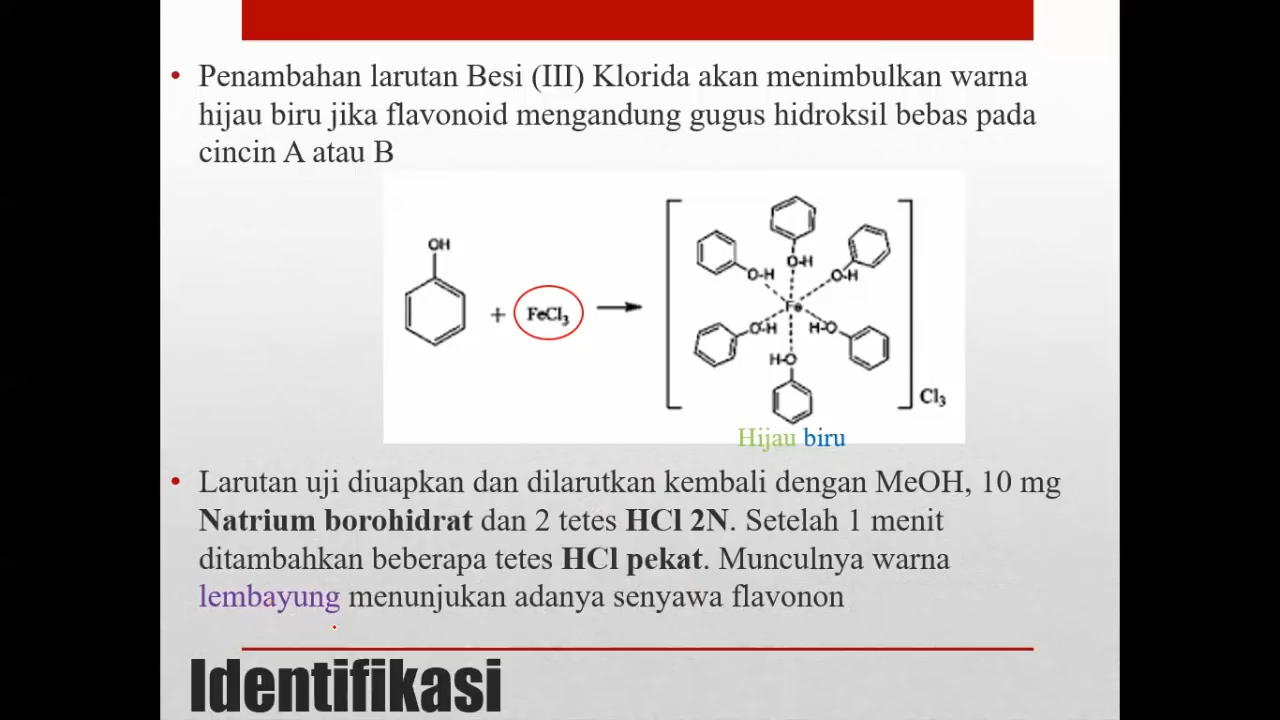 • Penambahan larutan Besi (III) Klorida akan menimbulkan warna
hijau biru jika flavonoid mengandung gugus hidroksil bebas pada
cincin A atau B
OH
+ FeCl3
O-H
O-H
O-H
Fe
O-H
H-O
H-O
Cl3
Hijau biru
• Larutan uji diuapkan dan dilarutkan kembali dengan MeOH, 10 mg
Natrium borohidrat dan 2 tetes HCl 2N. Setelah 1 menit
ditambahkan beberapa tetes HCl pekat. Munculnya warna
lembayung menunjukan adanya senyawa flavonon
Identifikasi